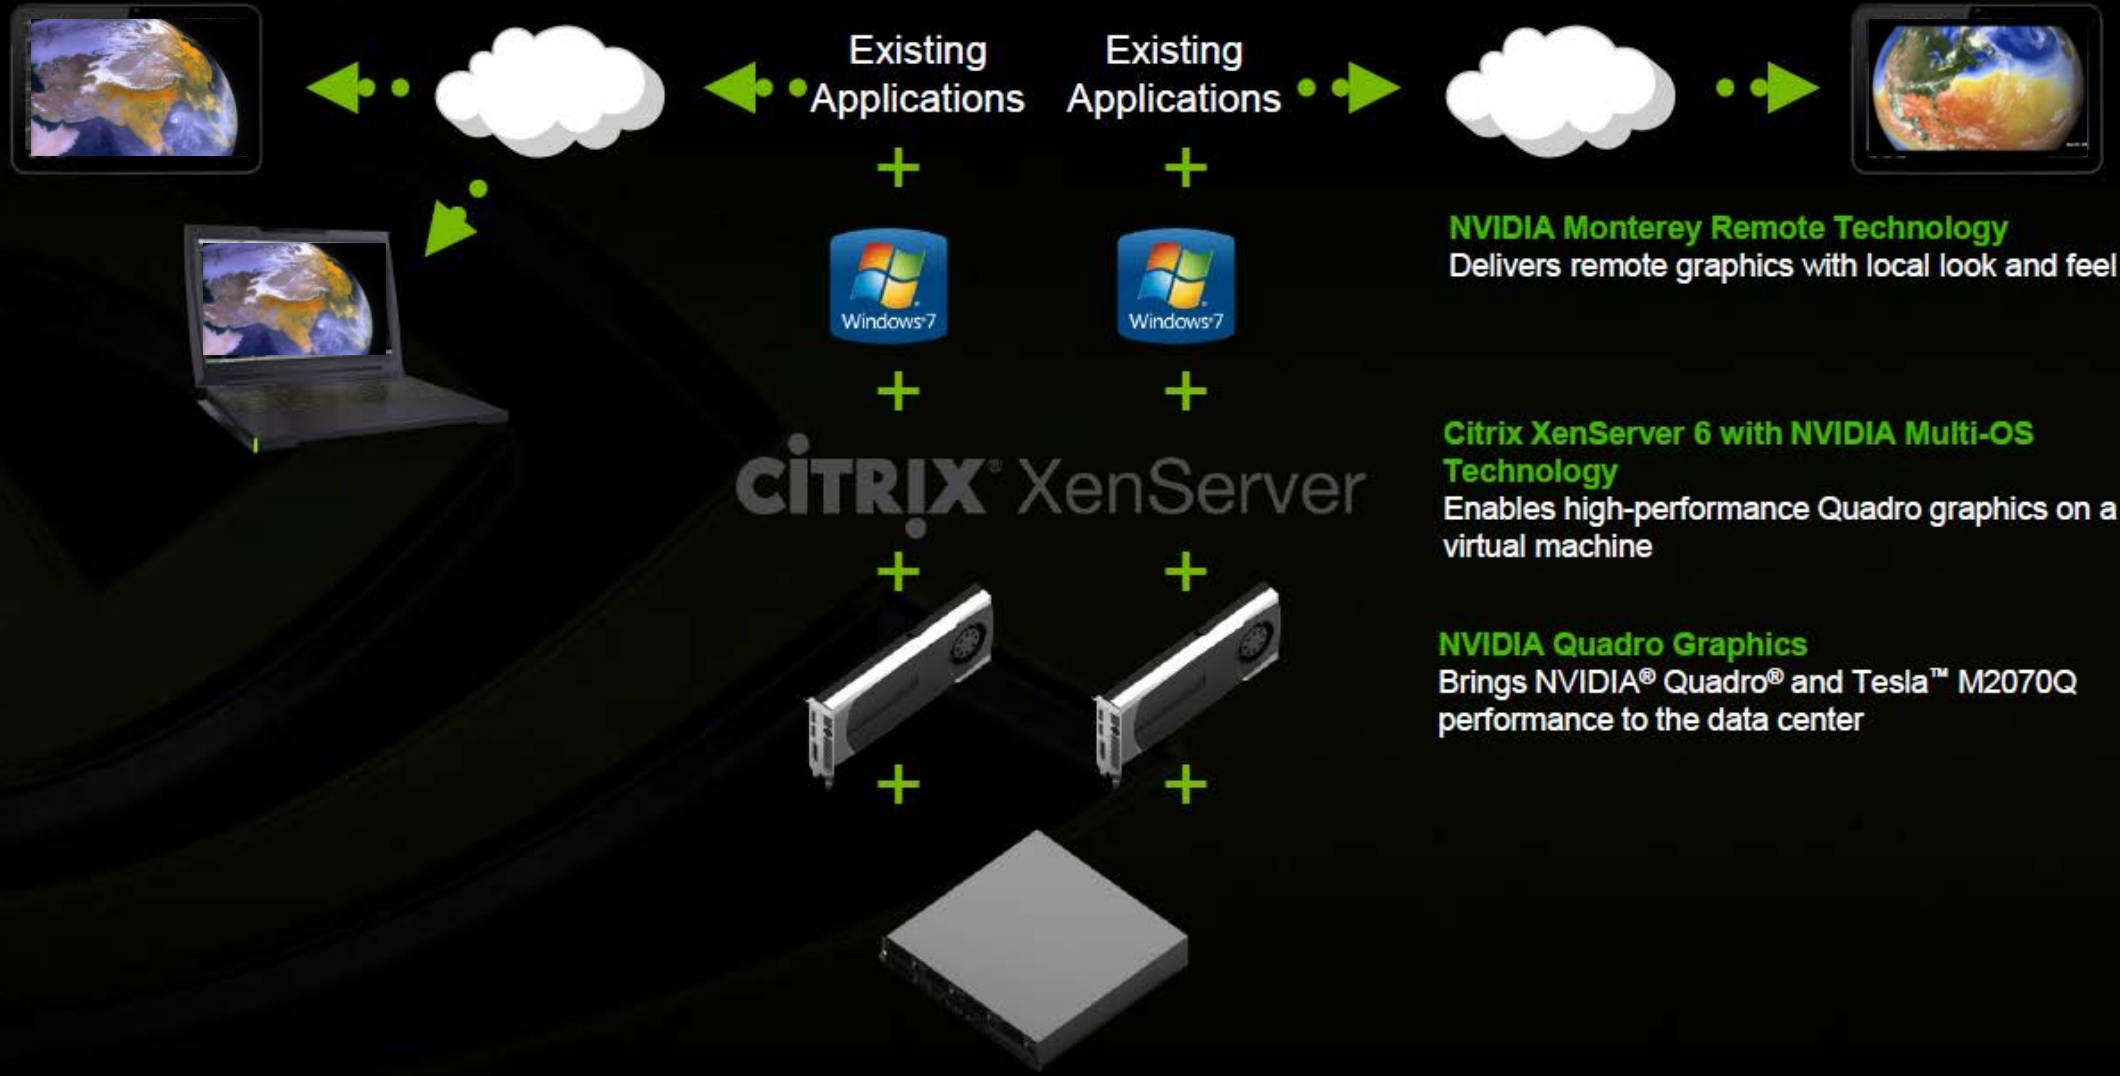 Existing
Applications
Existing
Applications
Windows®7
Windows®7
NVIDIA Monterey Remote Technology
Delivers remote graphics with local look and feel
CiTRIX® XenServer
Citrix XenServer 6 with NVIDIA Multi-OS
Technology
Enables high-performance Quadro graphics on a
virtual machine
NVIDIA Quadro Graphics
Brings NVIDIA® Quadro® and Tesla™ M2070Q
performance to the data center